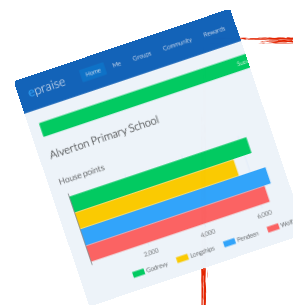 epraise Home Me Groups Community Rewards
Alverton Primary School
House points
2,000 4,000 6,000
Godrevy Longships Pendeen